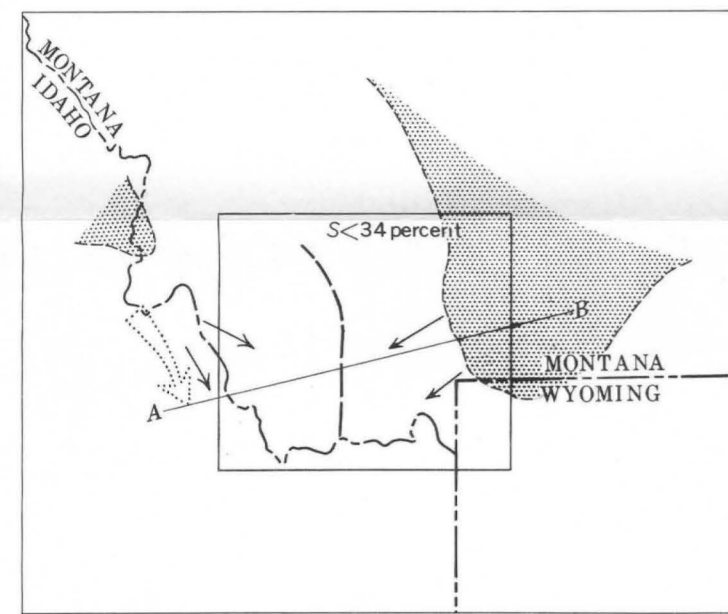 MONTANA
IDAHO
S<34 percent
B
MONTANA
WYOMING
A